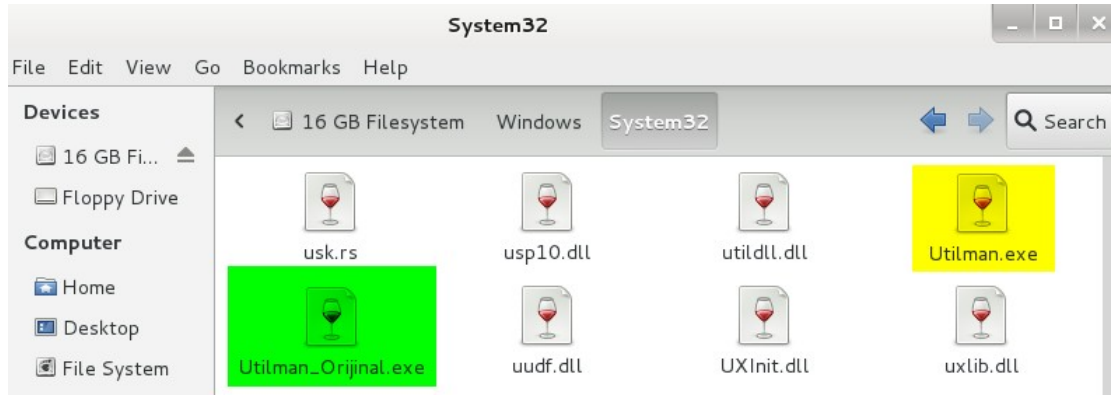 System32
File Edit View Go Bookmarks Help
Devices
16 GB Fi...
Floppy Drive
Computer
Home
Desktop
File System
16 GB Filesystem Windows System32
Search
usk.rs usp10.dll utildll.dll Utilman.exe
Utilman_Orijinal.exe uudf.dll UXInit.dll uxlib.dll